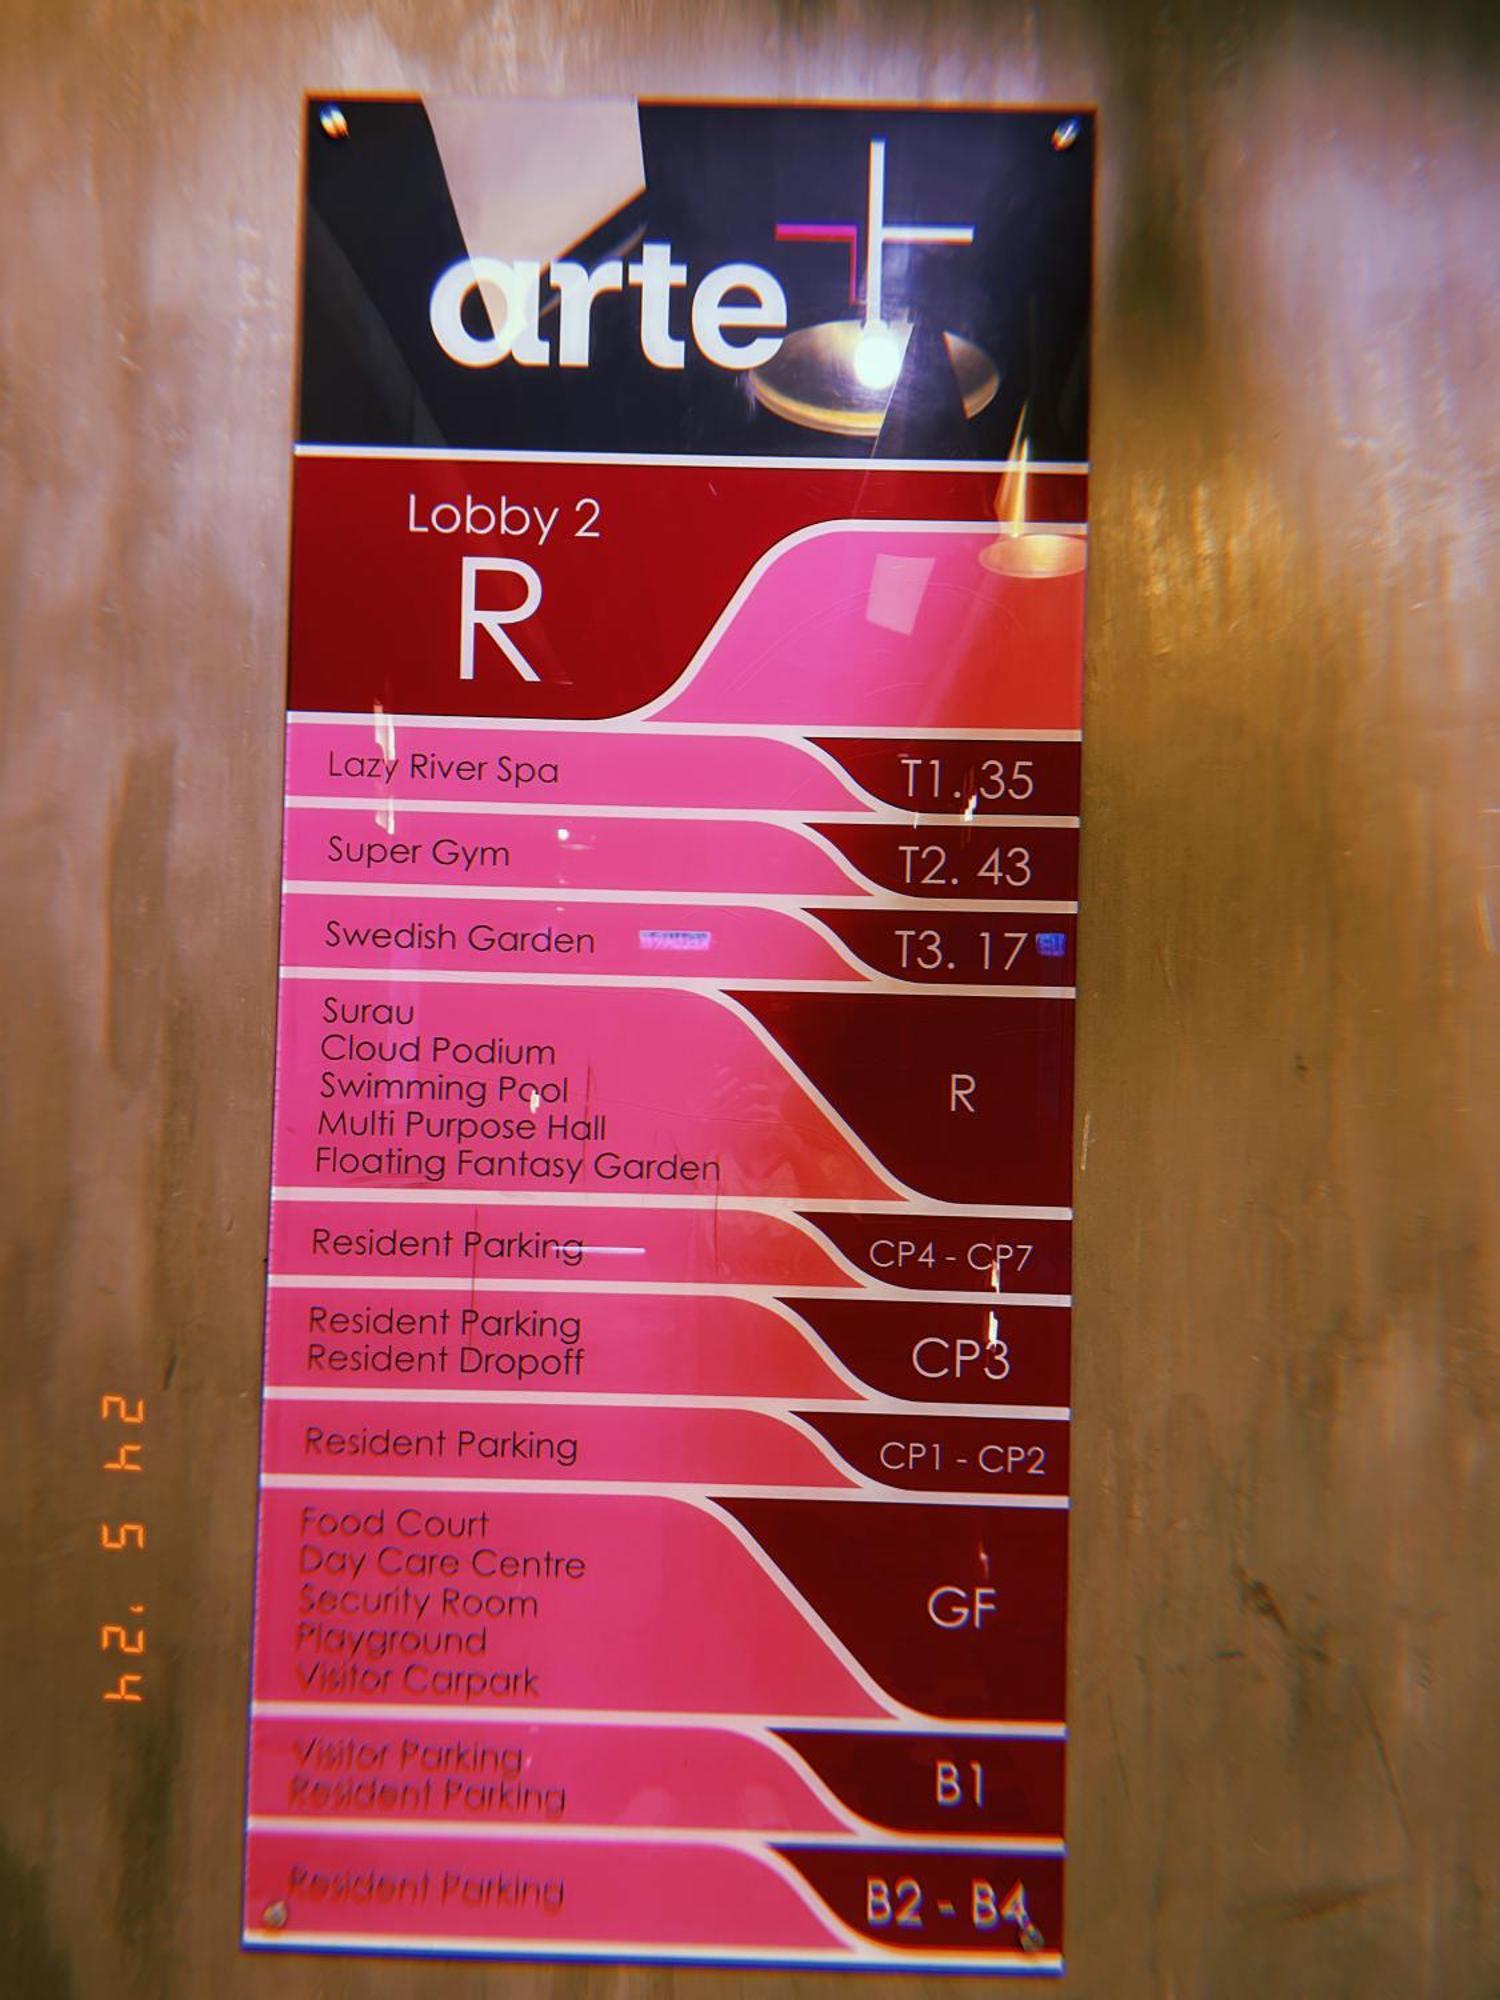 arte+
Lobby 2
R
Lazy River Spa
T1. 35
Super Gym
T2. 43
Swedish Garden
T3. 17
Surau
Cloud Podium
Swimming Pool
Multi Purpose Hall
Floating Fantasy Garden
R
Resident Parking
CP4 - CP7
Resident Parking
Resident Dropoff
CP3
Resident Parking
CP1 - CP2
Food Court
Day Care Centre
Security Room
Playground
Visitor Carpark
GF
Visitor Parking
Resident Parking
B1
Resident Parking
B2 - B4
24 5 '24